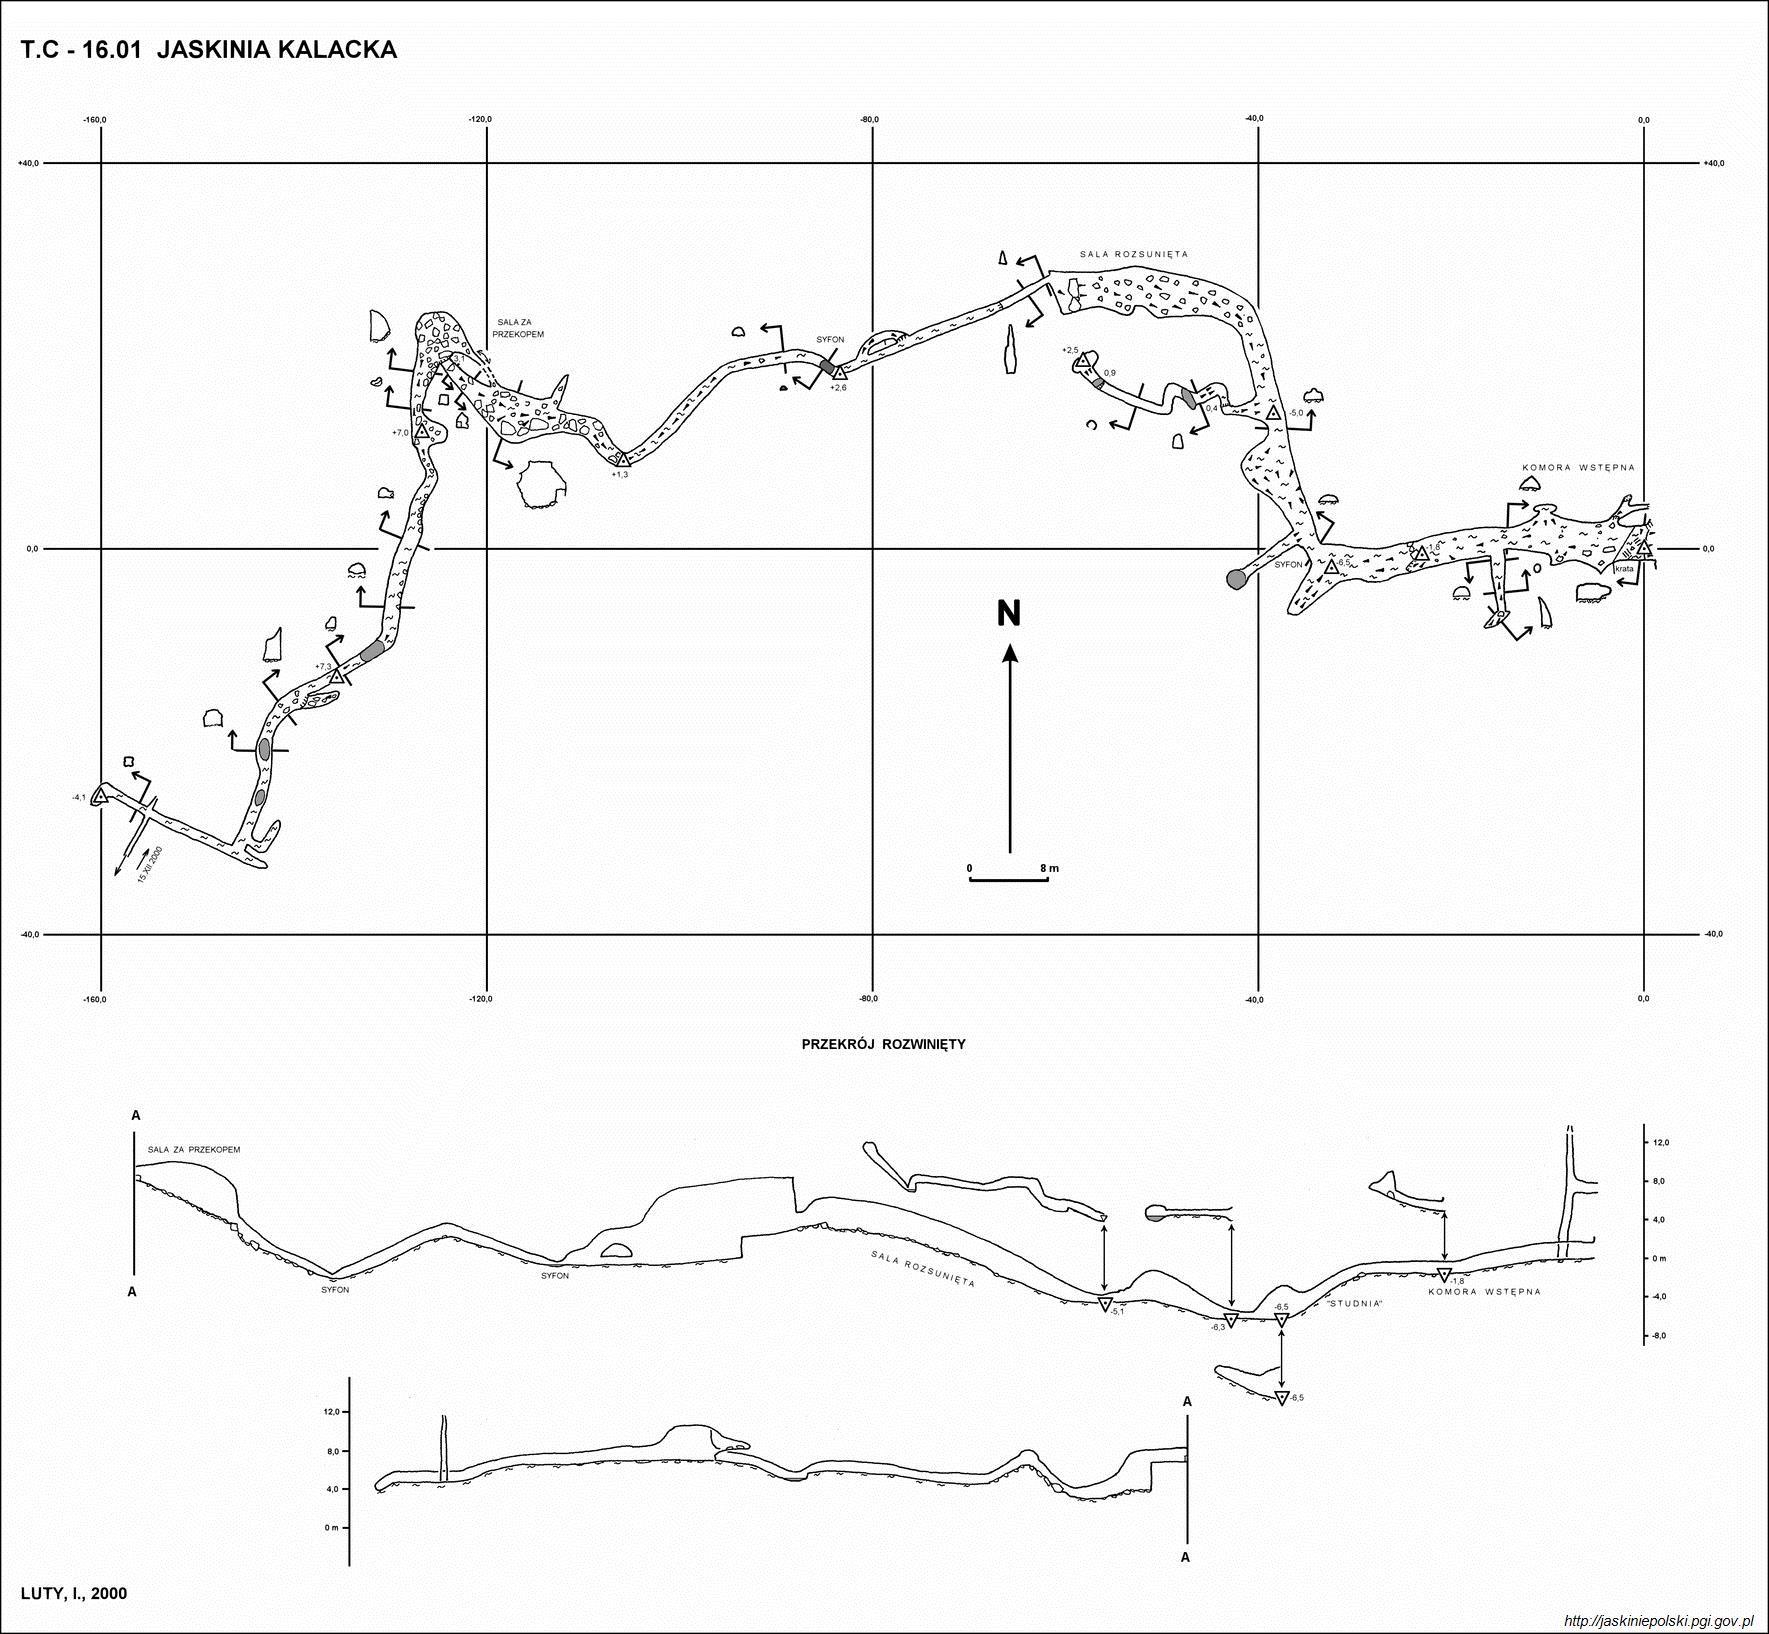 T.C - 16.01 JASKINIA KALACKA
-160,0
-120,0
-80,0
-40,0
0,0
+40,0
+40,0
SALA ROZSUNIĘTA
SALA ZA
PRZEKOPEM
SYFON
+2,5
3,1
0,9
+2,6
0,4
-5,0
+7,0
+1,3
KOMORA WSTĘPNA
0,0
0,0
-1,8
SYFON
-6,5
krata
N
+7,3
-4,1
15 XII 2000
0
8 m
-40,0
-40,0
-160,0
-120,0
-80,0
-40,0
0,0
PRZEKRÓJ ROZWINIĘTY
A
SALA ZA PRZEKOPEM
12,0
8,0
4,0
0 m
-4,0
-8,0
SALA ROZSUNIĘTA
SYFON
SYFON
A
-5,1
-6,3
-6,5
"STUDNIA"
-1,8
KOMORA WSTĘPNA
-6,5
A
12,0
8,0
4,0
0 m
A
LUTY, I., 2000
http://jaskiniepolski.pgi.gov.pl